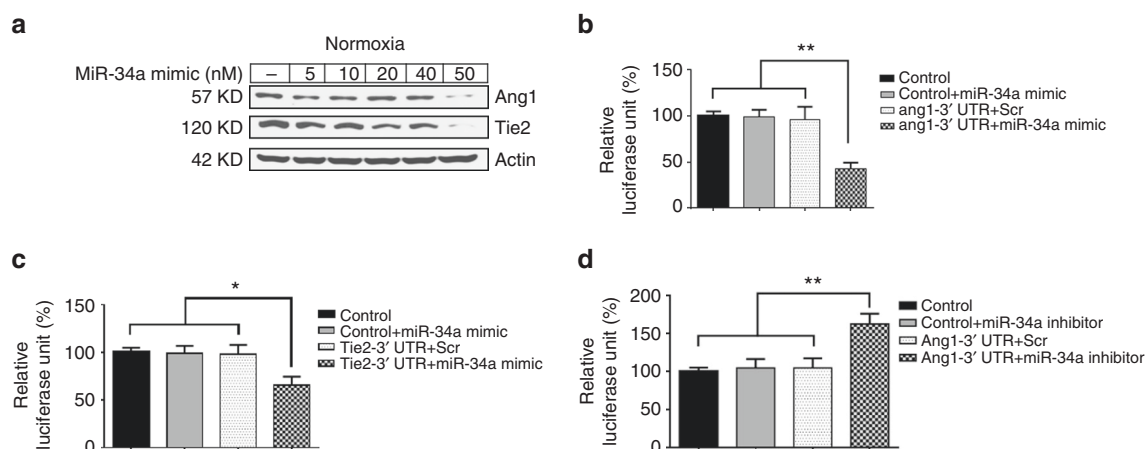 a
Normoxia
MiR-34a mimic (nM) – 5 10 20 40 50
57 KD Ang1
120 KD Tie2
42 KD Actin
b
Relative
luciferase unit (%)
150
100
50
0
**
Control
Control+miR-34a mimic
ang1-3′ UTR+Scr
ang1-3′ UTR+miR-34a mimic
c
Relative
luciferase unit (%)
150
100
50
0
*
Control
Control+miR-34a mimic
Tie2-3′ UTR+Scr
Tie2-3′ UTR+miR-34a mimic
d
Relative
luciferase unit (%)
200
150
100
50
0
**
Control
Control+miR-34a inhibitor
Ang1-3′ UTR+Scr
Ang1-3′ UTR+miR-34a inhibitor